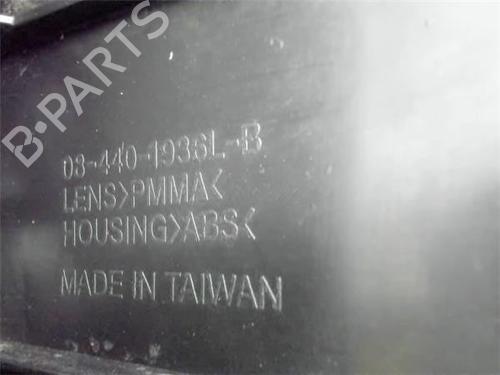 B-PARTS
08-440-1936L-B
LENS>PMMA<
HOUSING>ABS<
MADE IN TAIWAN